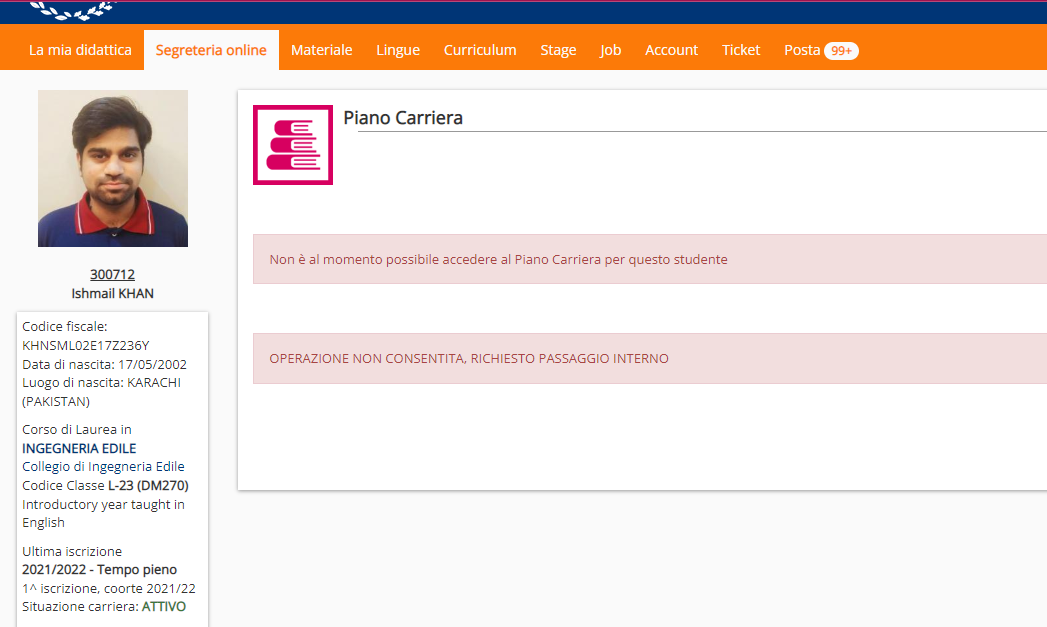 La mia didattica
Segreteria online
Materiale
Lingue
Curriculum
Stage
Job
Account
Ticket
Posta 99+
300712
Ishmail KHAN
Codice fiscale:
KHNSML02E17Z236Y
Data di nascita: 17/05/2002
Luogo di nascita: KARACHI
(PAKISTAN)
Corso di Laurea in
INGEGNERIA EDILE
Collegio di Ingegneria Edile
Codice Classe L-23 (DM270)
Introductory year taught in
English
Ultima iscrizione
2021/2022 - Tempo pieno
1^ iscrizione, coorte 2021/22
Situazione carriera: ATTIVO
Piano Carriera
Non è al momento possibile accedere al Piano Carriera per questo studente
OPERAZIONE NON CONSENTITA, RICHIESTO PASSAGGIO INTERNO